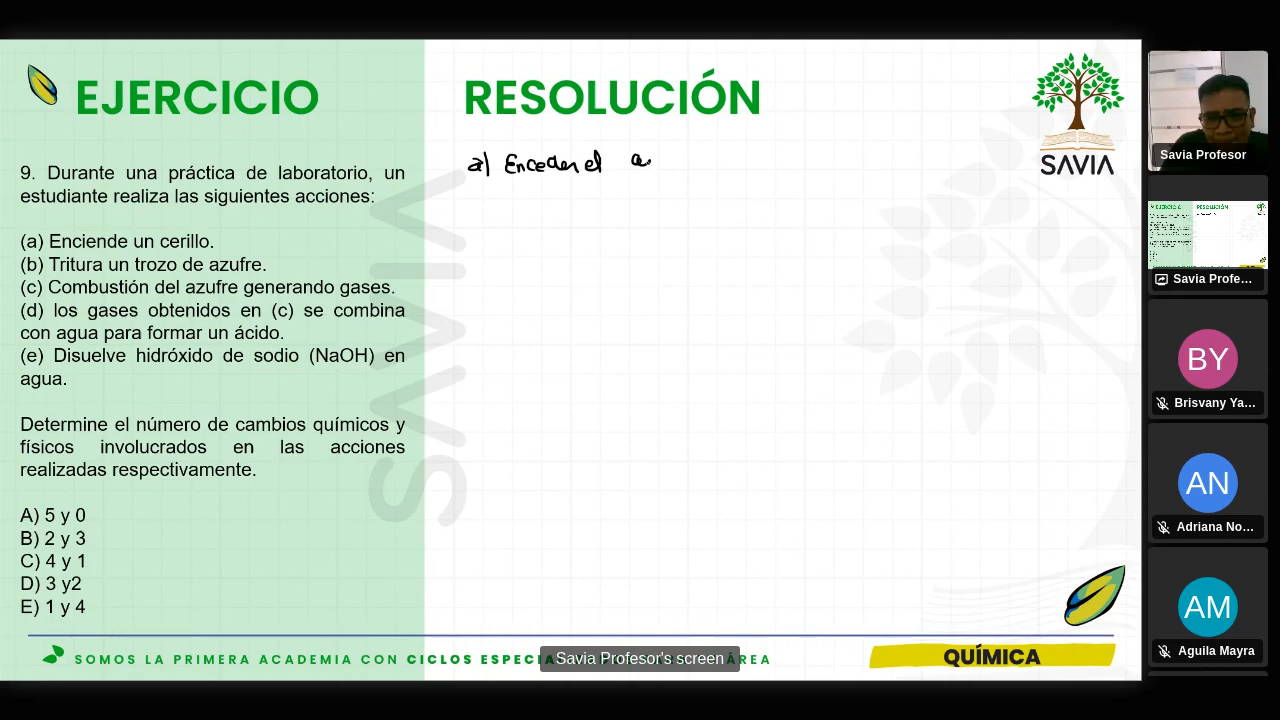 EJERCICIO
RESOLUCIÓN
SAVIA
a) Encender el
9. Durante una práctica de laboratorio, un
estudiante realiza las siguientes acciones:
(a) Enciende un cerillo.
(b) Tritura un trozo de azufre.
(c) Combustión del azufre generando gases.
(d) los gases obtenidos en (c) se combina
con agua para formar un ácido.
(e) Disuelve hidróxido de sodio (NaOH) en
agua.
Determine el número de cambios químicos y
físicos involucrados en las acciones
realizadas respectivamente.
A) 5 y 0
B) 2 y 3
C) 4 y 1
D) 3 y2
E) 1 y 4
SAVIA
SOMOS LA PRIMERA ACADEMIA CON CICLOS ESPECI
Savia Profesor's screen
ÁREA
QUÍMICA
Savia Profesor
Savia Profe...
BY
Brisvany Ya...
AN
Adriana No...
AM
Aguila Mayra